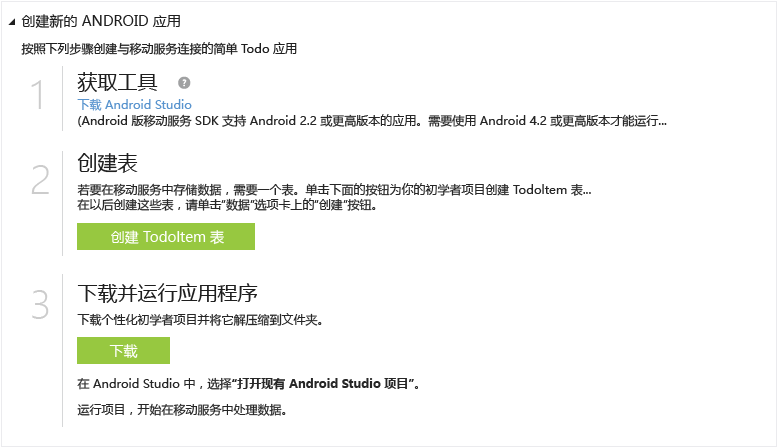 创建新的 ANDROID 应用
按照下列步骤创建与移动服务连接的简单 Todo 应用
1
获取工具 ?
下载 Android Studio
(Android 版移动服务 SDK 支持 Android 2.2 或更高版本的应用。需要使用 Android 4.2 或更高版本才能运行...
2
创建表
若要在移动服务中存储数据，需要一个表。单击下面的按钮为你的初学者项目创建 TodoItem 表...
在以后创建这些表，请单击“数据”选项卡上的“创建”按钮。
创建 TodoItem 表
3
下载并运行应用程序
下载个性化初学者项目并将它解压缩到文件夹。
下载
在 Android Studio 中，选择“打开现有 Android Studio 项目”。
运行项目，开始在移动服务中处理数据。